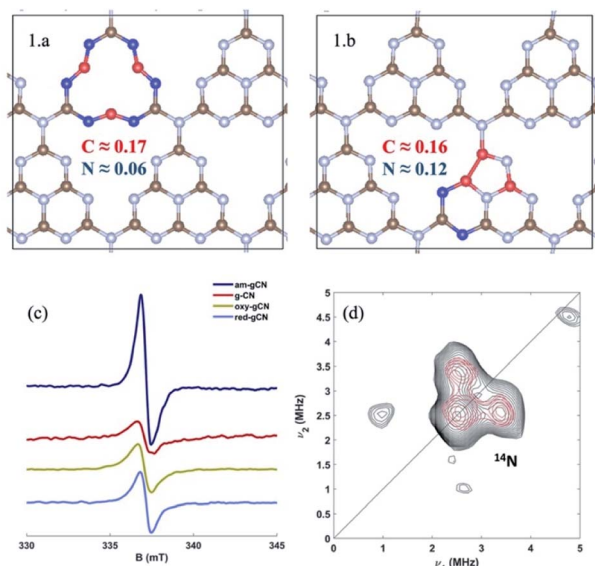 1.a
C ≈ 0.17
N ≈ 0.06
1.b
C ≈ 0.16
N ≈ 0.12
(c)
am-gCN
g-CN
oxy-gCN
red-gCN
330 335 340 345
B (mT)
(d)
5
4.5
4
3.5
3
2.5
2
1.5
1
0.5
0
ν2 (MHz)
¹⁴N
0 1 2 3 4 5
(MHz)